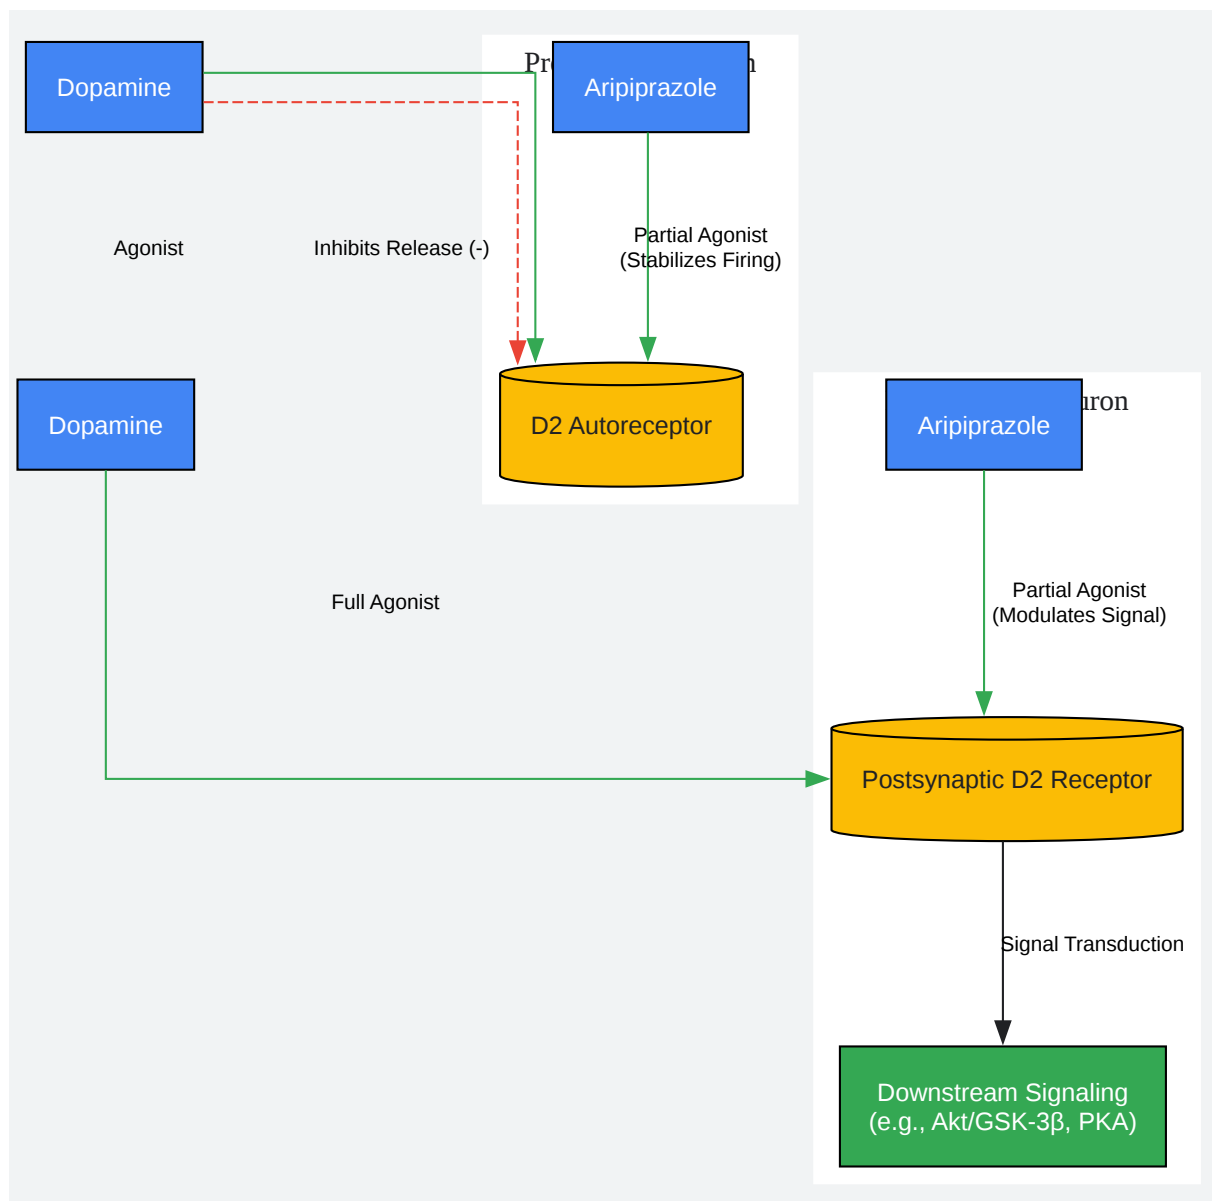 Dopamine
Aripiprazole
Agonist
Inhibits Release (-)
Partial Agonist
(Stabilizes Firing)
D2 Autoreceptor
Dopamine
Aripiprazole
Full Agonist
Partial Agonist
(Modulates Signal)
Postsynaptic D2 Receptor
Signal Transduction
Downstream Signaling
(e.g., Akt/GSK-3β, PKA)